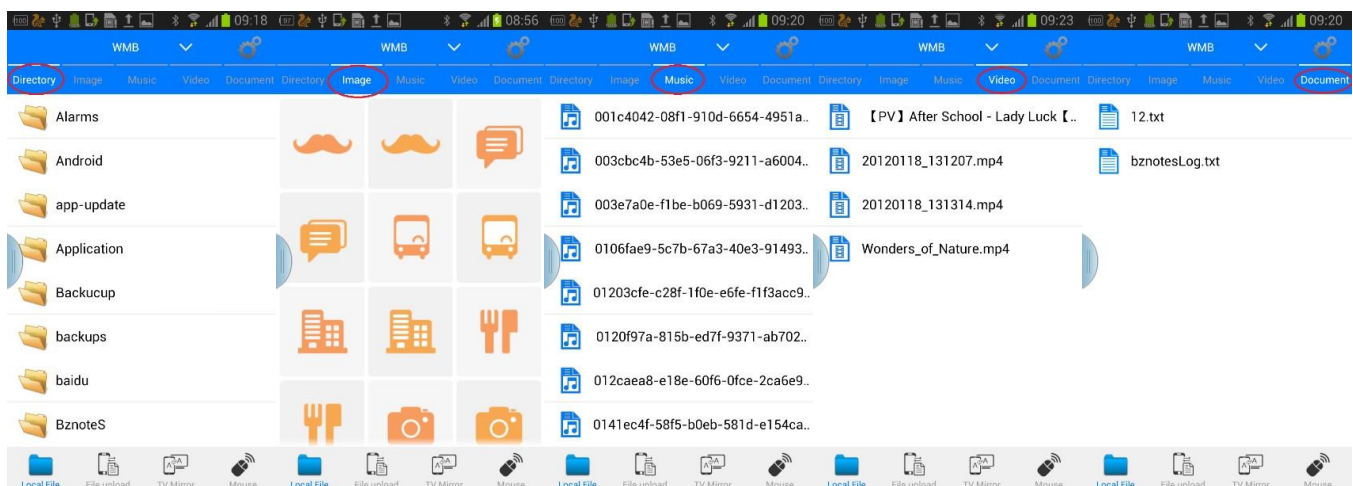 100 09:18 97 08:56 100 09:20 100 09:23 100 09:20
WMB WMB WMB WMB WMB
Directory Image Music Video Document Directory Image Music Video Document Directory Image Music Video Document Directory Image Music Video Document Directory Image Music Video Document
Alarms
Android
app-update
Application
Backucup
backups
baidu
BznoteS
001c4042-08f1-910d-6654-4951a..
003cbc4b-53e5-06f3-9211-a6004..
003e7a0e-f1be-b069-5931-d1203..
0106fae9-5c7b-67a3-40e3-91493..
01203cfe-c28f-1f0e-e6fe-f1f3acc9..
0120f97a-815b-ed7f-9371-ab702..
012caea8-e18e-60f6-0fce-2ca6e9..
0141ec4f-58f5-b0eb-581d-e154ca..
【PV】After School - Lady Luck【..
20120118_131207.mp4
20120118_131314.mp4
Wonders_of_Nature.mp4
12.txt
bznotesLog.txt
Local File File upload TV Mirror Mouse Local File File upload TV Mirror Mouse Local File File upload TV Mirror Mouse Local File File upload TV Mirror Mouse Local File File upload TV Mirror Mouse